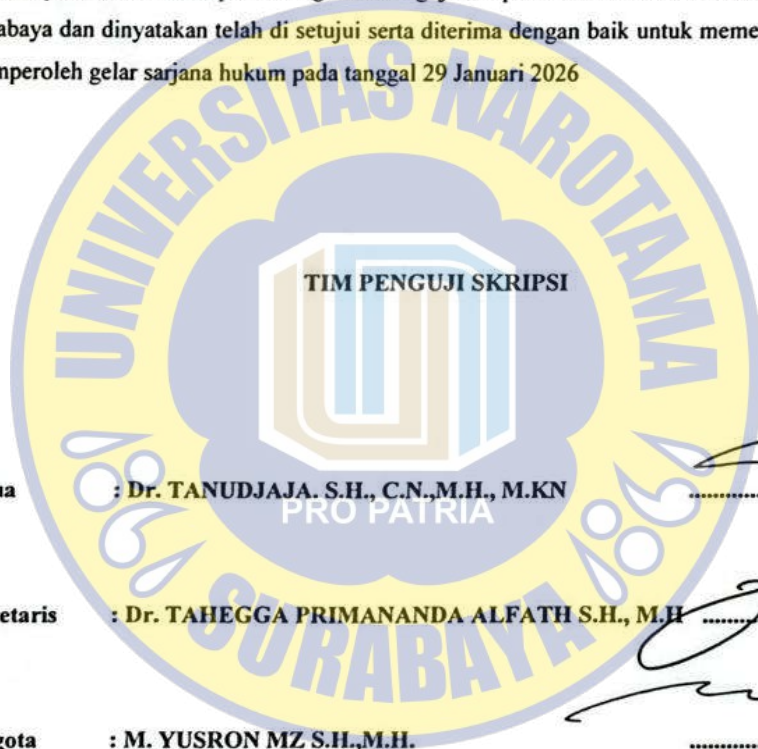 abaya dan dinyatakan telah di setujui serta diterima dengan baik untuk meme
peroleh gelar sarjana hukum pada tanggal 29 Januari 2026
UNIVERSITAS NAROTAMA
TIM PENGUJI SKRIPSI
: Dr. TANUDJAJA. S.H., C.N.,M.H., M.KN
PRO PATRIA
etaris : Dr. TAHEGGA PRIMANANDA ALFATH S.H., M.H
SURABAYA
gota : M. YUSRON MZ S.H.,M.H.